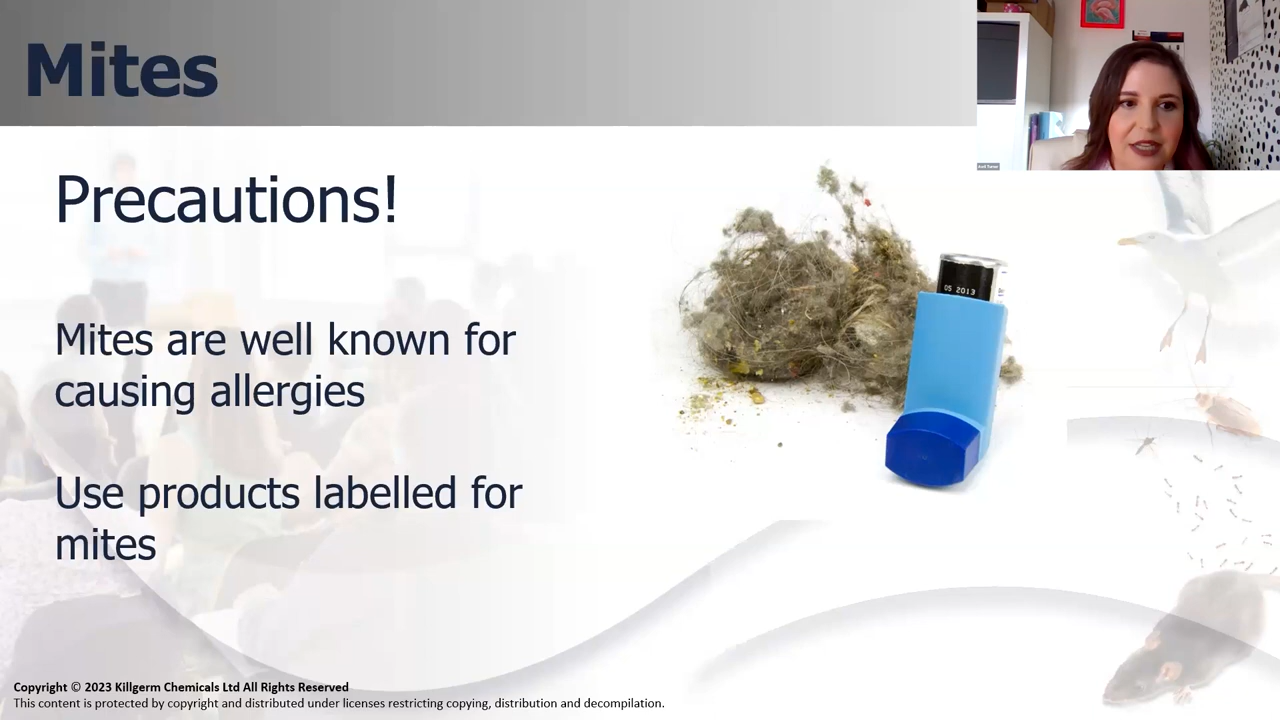 Mites
Precautions!
Mites are well known for
causing allergies
Use products labelled for
mites
05 2013
Copyright © 2023 Killgerm Chemicals Ltd All Rights Reserved
This content is protected by copyright and distributed under licenses restricting copying, distribution and decompilation.